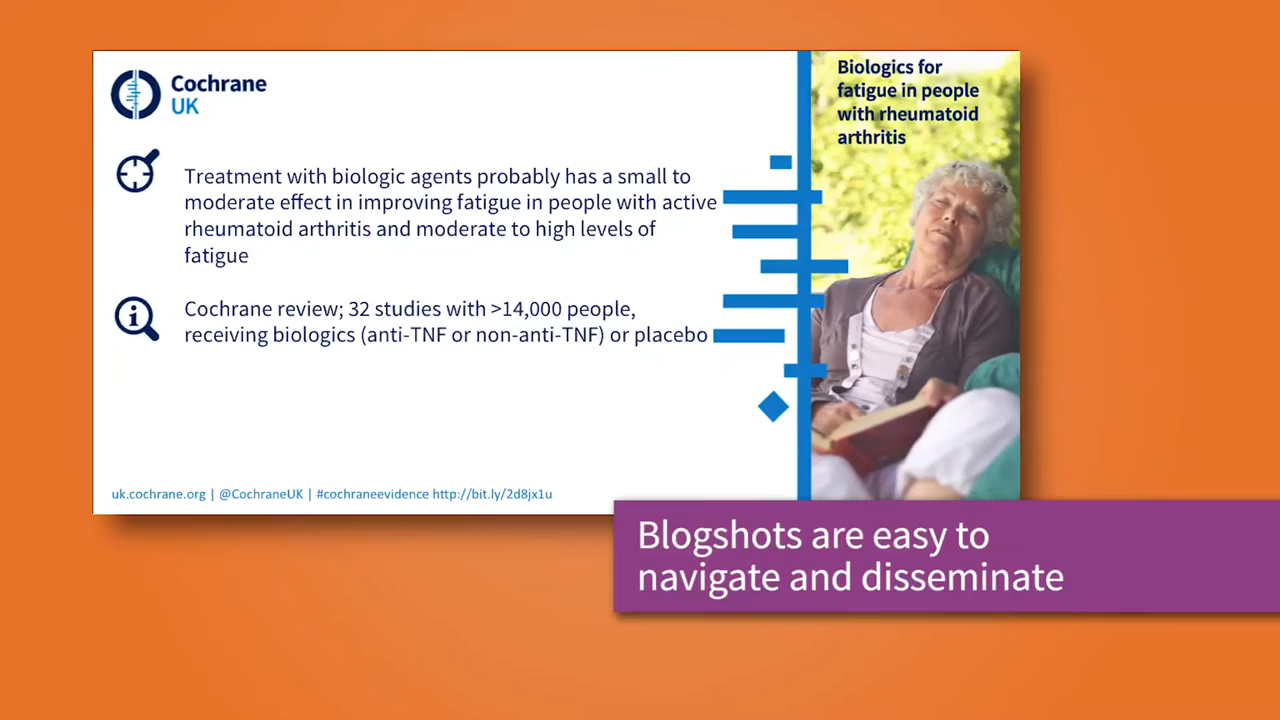 Cochrane
UK
Biologics for
fatigue in people
with rheumatoid
arthritis
Treatment with biologic agents probably has a small to
moderate effect in improving fatigue in people with active
rheumatoid arthritis and moderate to high levels of
fatigue
Cochrane review; 32 studies with >14,000 people,
receiving biologics (anti-TNF or non-anti-TNF) or placebo
uk.cochrane.org | @CochraneUK | #cochraneevidence http://bit.ly/2d8jx1u
Blogshots are easy to
navigate and disseminate